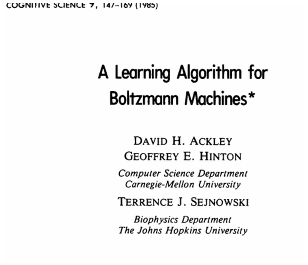 COGNITIVE SCIENCE 9, 147-169 (1985)
A Learning Algorithm for
Boltzmann Machines*
DAVID H. ACKLEY
GEOFFREY E. HINTON
Computer Science Department
Carnegie-Mellon University
TERRENCE J. SEJNOWSKI
Biophysics Department
The Johns Hopkins University